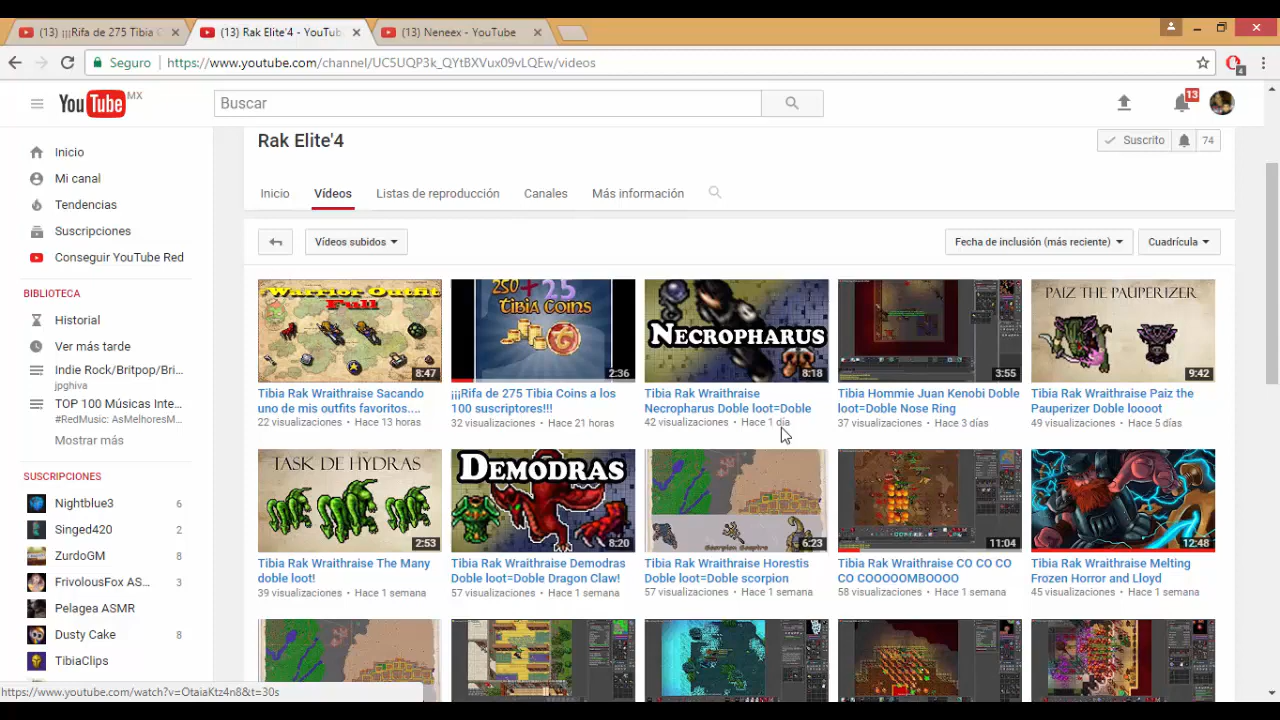 (13) ¡¡¡Rifa de 275 Tibia C
(13) Rak Elite'4 - YouTub
(13) Neneex - YouTube
Seguro
https://www.youtube.com/channel/UC5UQP3k_QYtBXVux09vLQEw/videos
4
YouTube MX
Buscar
13
Inicio
Mi canal
Tendencias
Suscripciones
Conseguir YouTube Red
BIBLIOTECA
Historial
Ver más tarde
Indie Rock/Britpop/Bri...
jpghiva
TOP 100 Músicas Inte...
#RedMusic: AsMelhoresM...
Mostrar más
SUSCRIPCIONES
Nightblue3 6
Singed420 2
ZurdoGM 8
FrivolousFox AS... 3
Pelagea ASMR
Dusty Cake 8
TibiaClips
https://www.youtube.com/watch?v=OtaiaKtz4n8&t=30s
Rak Elite'4
Suscrito 74
Inicio Vídeos Listas de reproducción Canales Más información
Vídeos subidos
Fecha de inclusión (más reciente)
Cuadrícula
Warrior Outfit
Full
8:47
Tibia Rak Wraithraise Sacando
uno de mis outfits favoritos....
22 visualizaciones • Hace 13 horas
250 + 25
TIBIA COINS
2:36
¡¡¡Rifa de 275 Tibia Coins a los
100 suscriptores!!!
32 visualizaciones • Hace 21 horas
NECROPHARUS
8:18
Tibia Rak Wraithraise
Necropharus Doble loot=Doble
42 visualizaciones • Hace 1 día
3:55
Tibia Hommie Juan Kenobi Doble
loot=Doble Nose Ring
37 visualizaciones • Hace 3 días
PAIZ THE PAUPERIZER
9:42
Tibia Rak Wraithraise Paiz the
Pauperizer Doble loooot
49 visualizaciones • Hace 5 días
TASK DE HYDRAS
2:53
Tibia Rak Wraithraise The Many
doble loot!
39 visualizaciones • Hace 1 semana
DEMODRAS
8:20
Tibia Rak Wraithraise Demodras
Doble loot=Doble Dragon Claw!
57 visualizaciones • Hace 1 semana
6:23
Tibia Rak Wraithraise Horestis
Doble loot=Doble scorpion
57 visualizaciones • Hace 1 semana
11:04
Tibia Rak Wraithraise CO CO CO
CO COOOOMBOOOO
58 visualizaciones • Hace 1 semana
12:48
Tibia Rak Wraithraise Melting
Frozen Horror and Lloyd
45 visualizaciones • Hace 1 semana